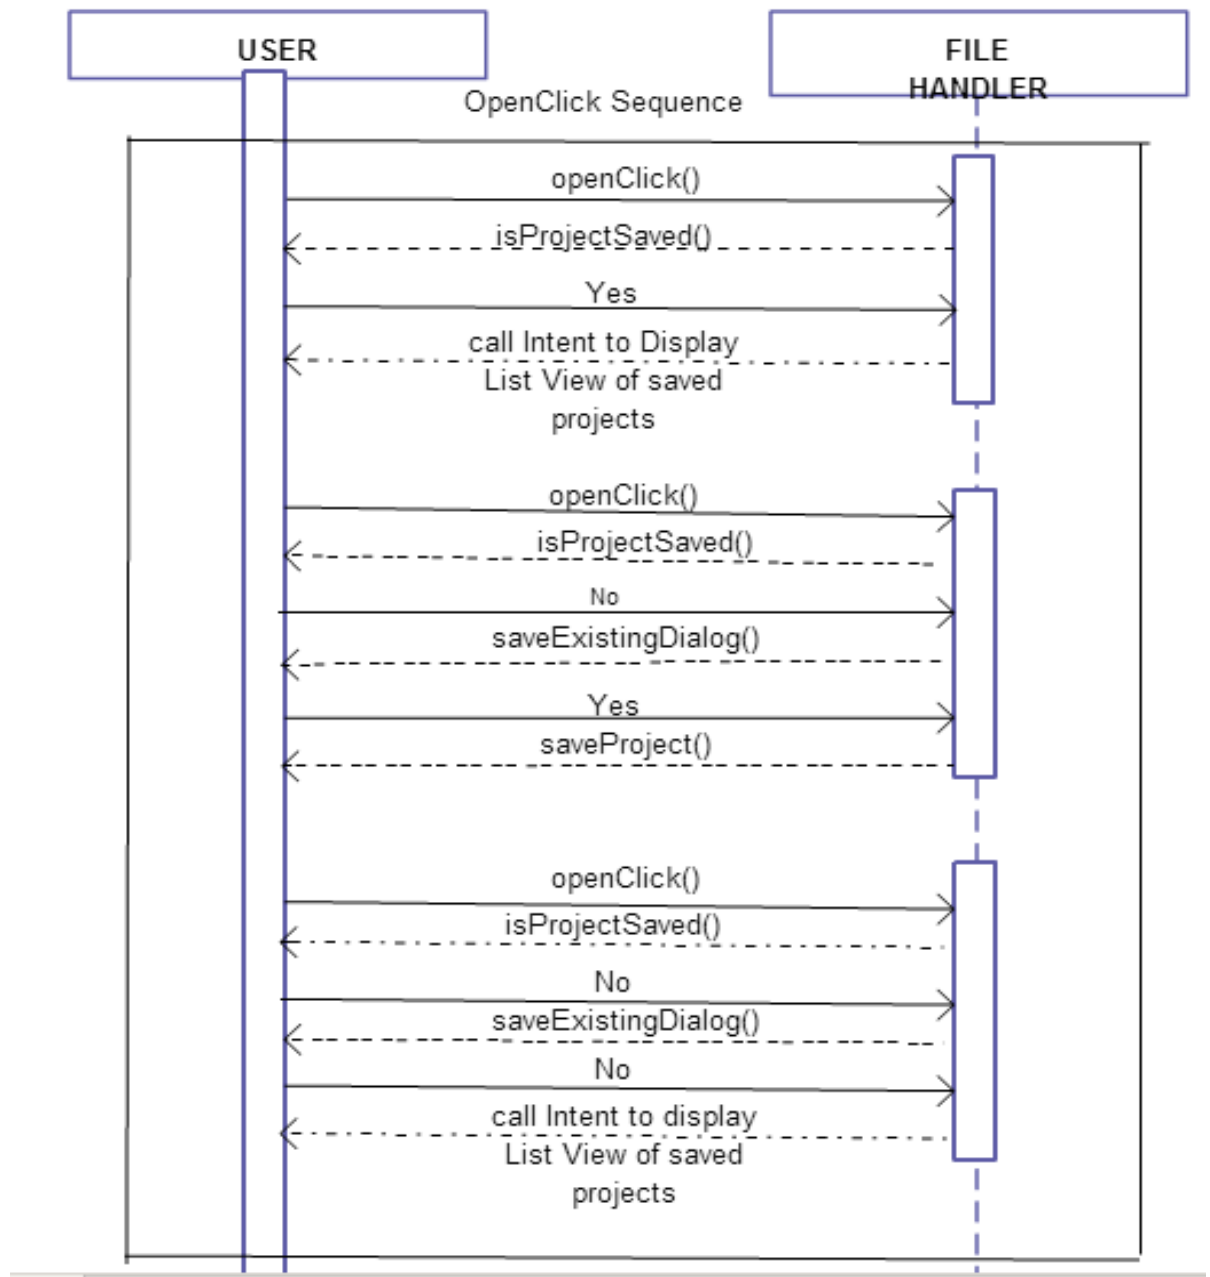 USER
FILE
HANDLER
OpenClick Sequence
openClick()
isProjectSaved()
Yes
call Intent to Display
List View of saved
projects
openClick()
isProjectSaved()
No
saveExistingDialog()
Yes
saveProject()
openClick()
isProjectSaved()
No
saveExistingDialog()
No
call Intent to display
List View of saved
projects